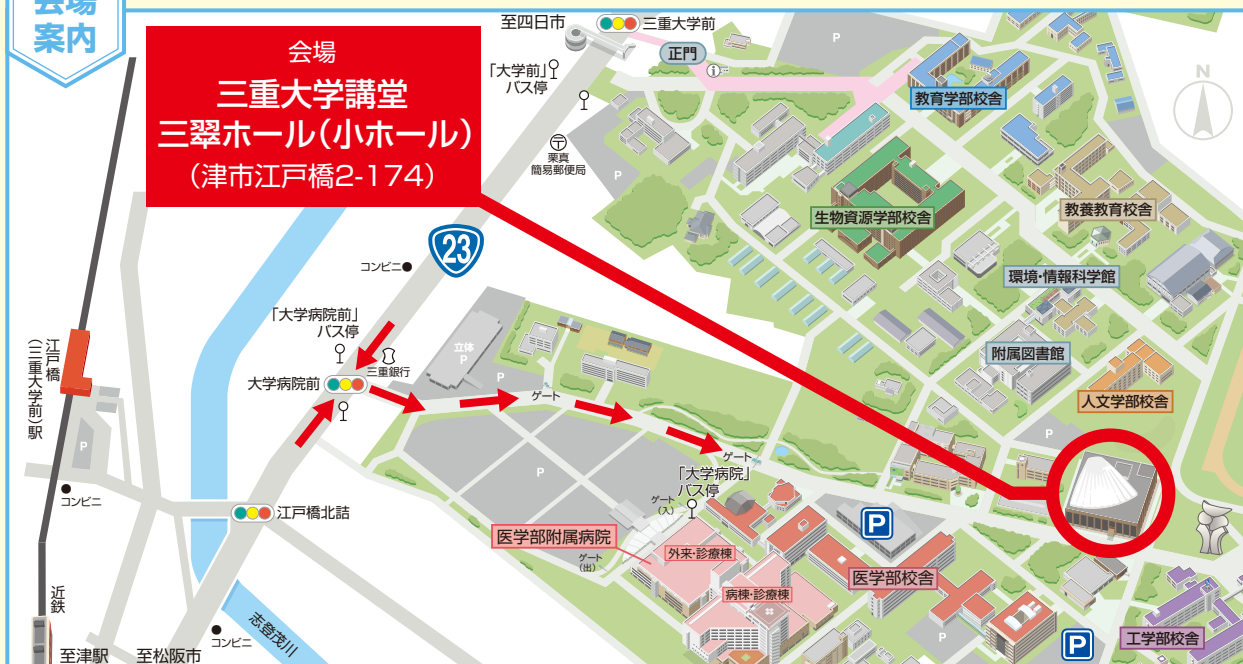 会場
案内
会場
三重大学講堂
三翠ホール(小ホール)
(津市江戸橋2-174)
至四日市
三重大学前
正門
「大学前」
バス停
P
i
N
教育学部校舎
〒
栗真
簡易郵便局
P
生物資源学部校舎
教養教育校舎
23
コンビニ
環境・情報科学館
「大学病院前」
バス停
立体
P
三重銀行
附属図書館
江戸橋
(三重大学前)駅
大学病院前
P
ゲート
人文学部校舎
P
P
P
ゲート
「大学病院」
バス停
コンビニ
ゲート
(入)
江戸橋北詰
P
医学部附属病院
外来・診療棟
ゲート
(出)
医学部校舎
病棟・診療棟
近鉄
志登茂川
コンビニ
P
P
工学部校舎
至津駅
至松阪市